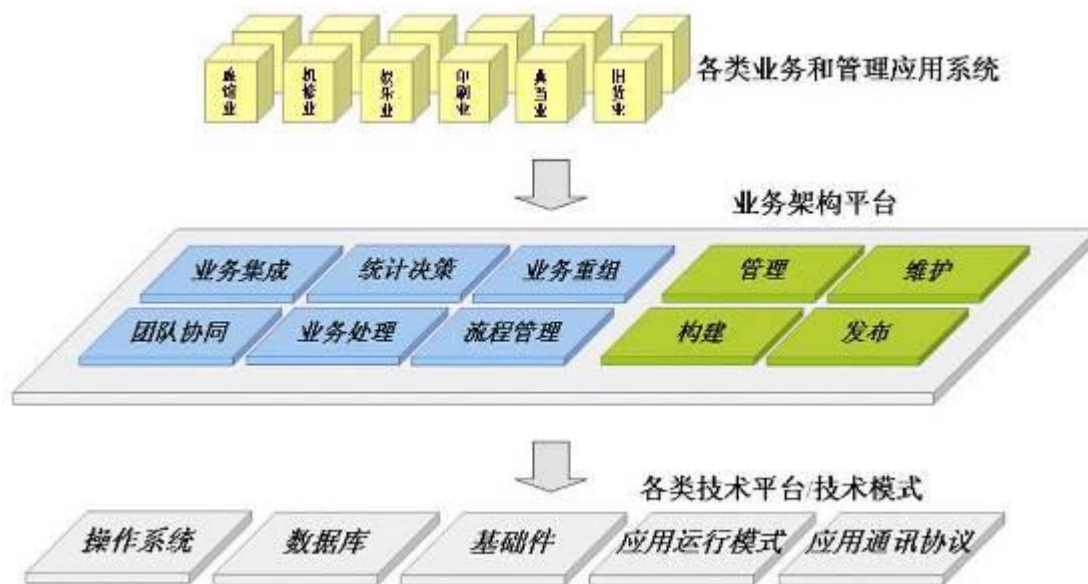 旅馆业 机修业 娱乐业 印刷业 典当业 旧货业
各类业务和管理应用系统
业务架构平台
业务集成 统计决策 业务重组 管理 维护
团队协同 业务处理 流程管理 构建 发布
各类技术平台/技术模式
操作系统 数据库 基础件 应用运行模式 应用通讯协议